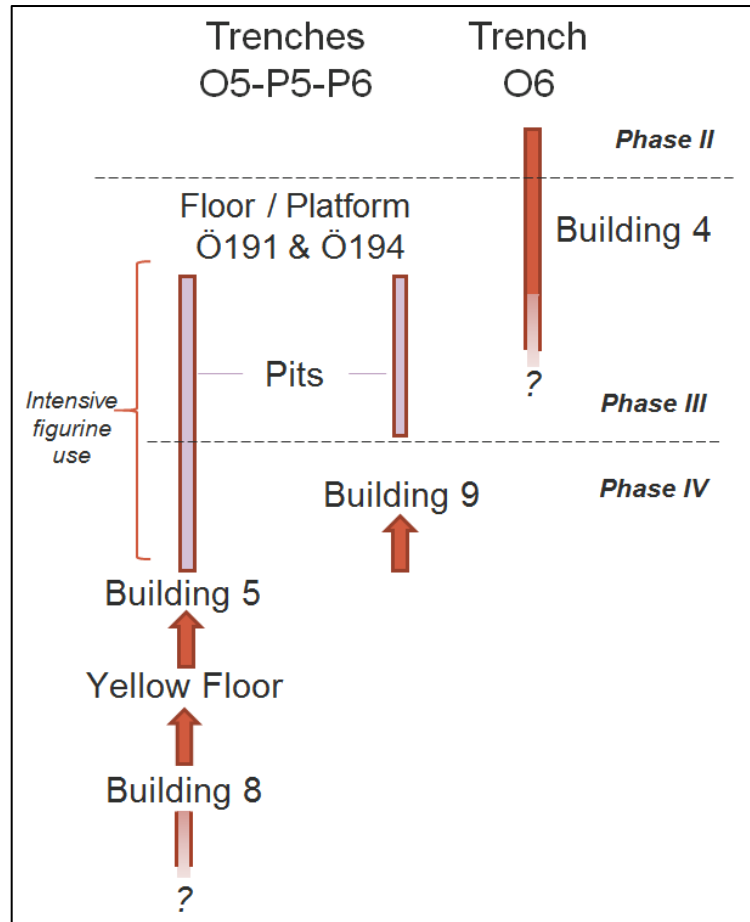 Trenches
O5-P5-P6
Trench
O6
Phase II
Floor / Platform
Ö191 & Ö194
Building 4
Pits
?
Intensive
figurine
use
Phase III
Building 9
Phase IV
Building 5
Yellow Floor
Building 8
?